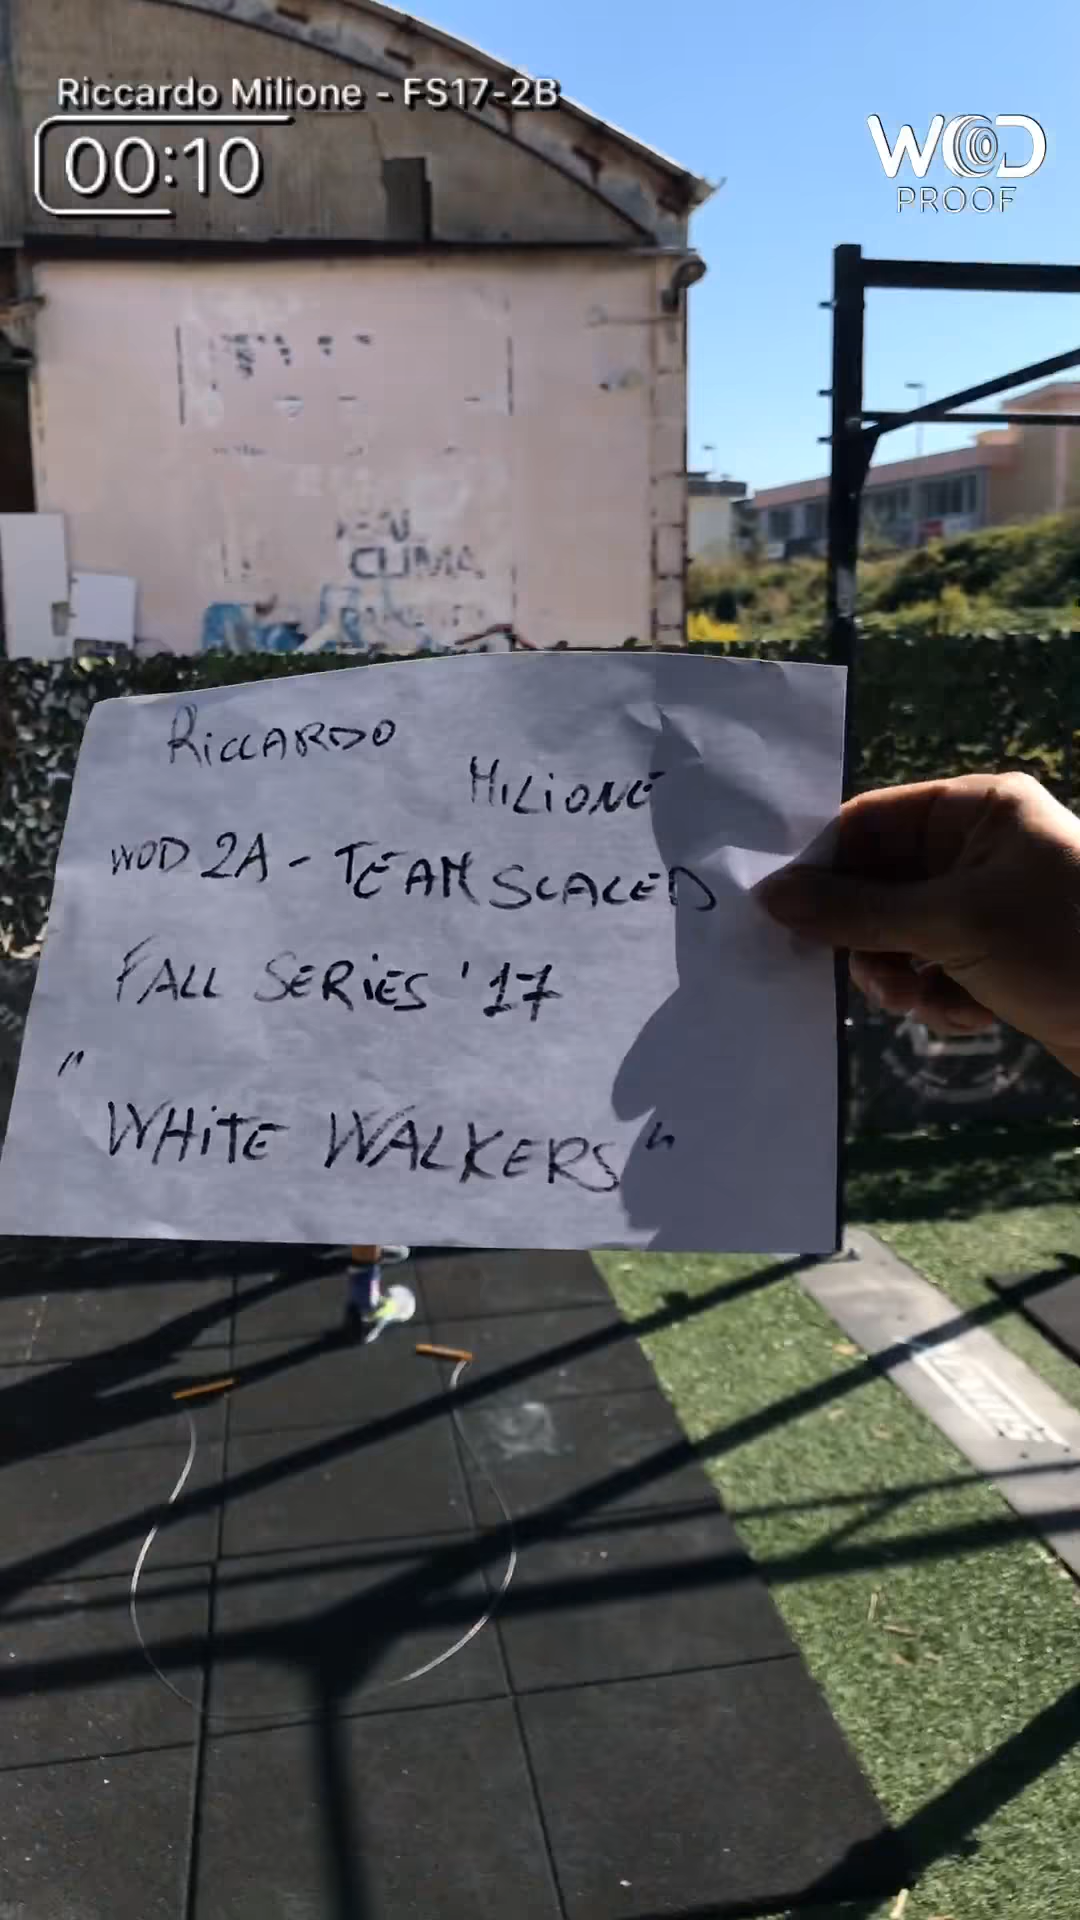 Riccardo Milione - FS17-2B
00:10
WOD
PROOF
RiCCARDO
MiLiONE
WOD 2A - TEAM SCALED
FALL SERiES '17
"
WHiTE WALKERS"
CLIMA